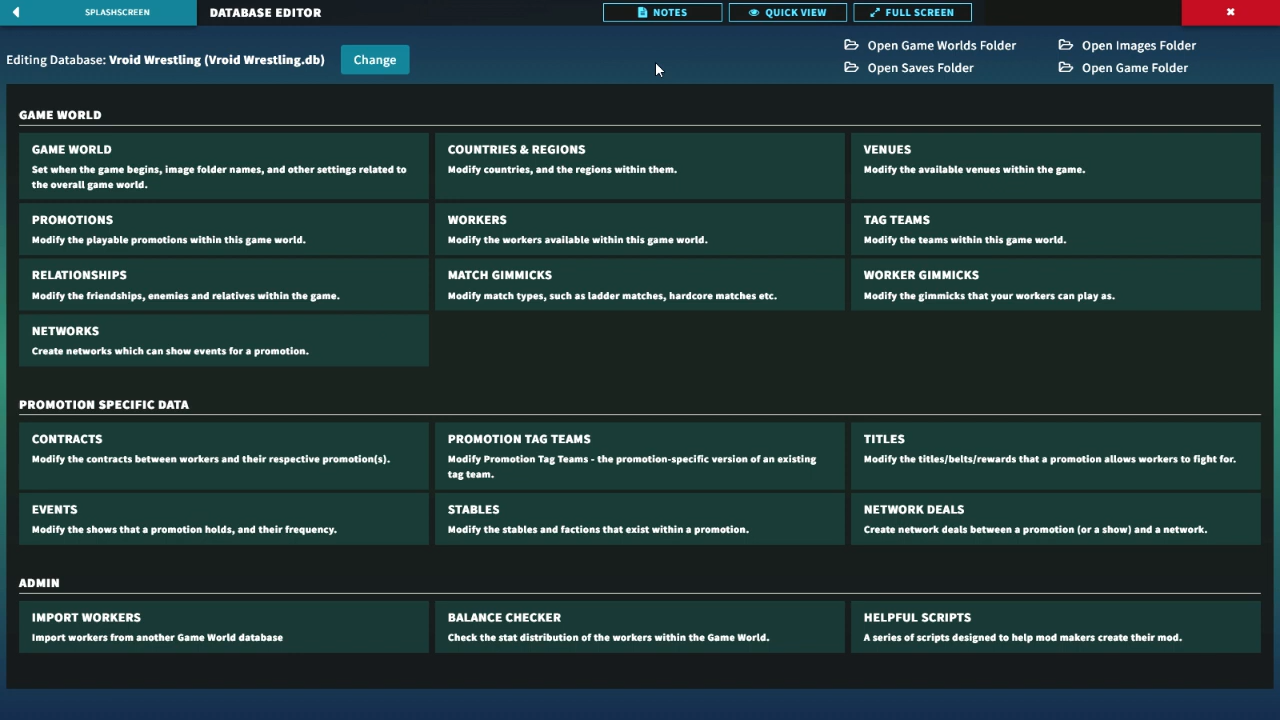 SPLASHSCREEN
DATABASE EDITOR
NOTES
QUICK VIEW
FULL SCREEN
Editing Database: Vroid Wrestling (Vroid Wrestling.db)
Change
Open Game Worlds Folder
Open Images Folder
Open Saves Folder
Open Game Folder
GAME WORLD
GAME WORLD
Set when the game begins, image folder names, and other settings related to
the overall game world.
COUNTRIES & REGIONS
Modify countries, and the regions within them.
VENUES
Modify the available venues within the game.
PROMOTIONS
Modify the playable promotions within this game world.
WORKERS
Modify the workers available within this game world.
TAG TEAMS
Modify the teams within this game world.
RELATIONSHIPS
Modify the friendships, enemies and relatives within the game.
MATCH GIMMICKS
Modify match types, such as ladder matches, hardcore matches etc.
WORKER GIMMICKS
Modify the gimmicks that your workers can play as.
NETWORKS
Create networks which can show events for a promotion.
PROMOTION SPECIFIC DATA
CONTRACTS
Modify the contracts between workers and their respective promotion(s).
PROMOTION TAG TEAMS
Modify Promotion Tag Teams - the promotion-specific version of an existing
tag team.
TITLES
Modify the titles/belts/rewards that a promotion allows workers to fight for.
EVENTS
Modify the shows that a promotion holds, and their frequency.
STABLES
Modify the stables and factions that exist within a promotion.
NETWORK DEALS
Create network deals between a promotion (or a show) and a network.
ADMIN
IMPORT WORKERS
Import workers from another Game World database
BALANCE CHECKER
Check the stat distribution of the workers within the Game World.
HELPFUL SCRIPTS
A series of scripts designed to help mod makers create their mod.